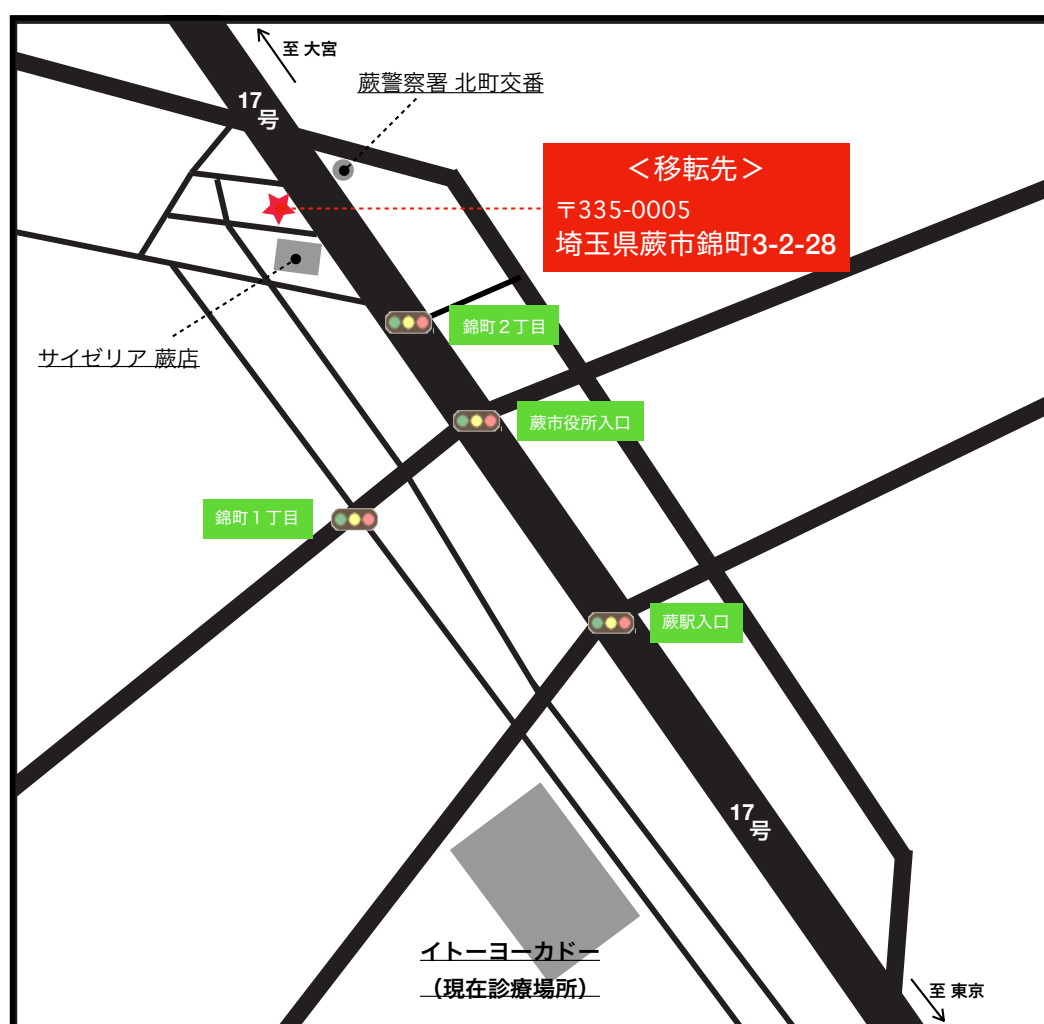 至 大宮
蕨警察署 北町交番
17
号
＜移転先＞
〒335-0005
埼玉県蕨市錦町3-2-28
錦町２丁目
サイゼリア 蕨店
蕨市役所入口
錦町１丁目
蕨駅入口
17
号
イトーヨーカドー
（現在診療場所）
至 東京